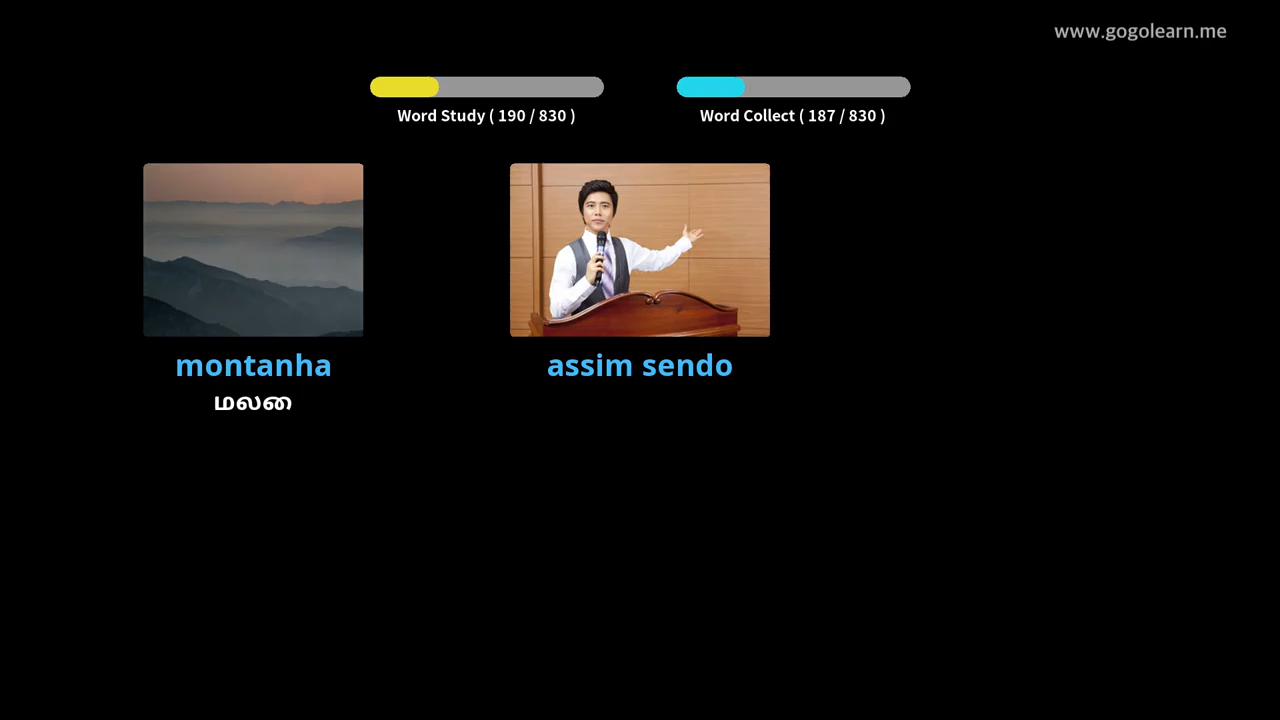 www.gogolearn.me
Word Study ( 190 / 830 )
Word Collect ( 187 / 830 )
montanha
assim sendo
மலை